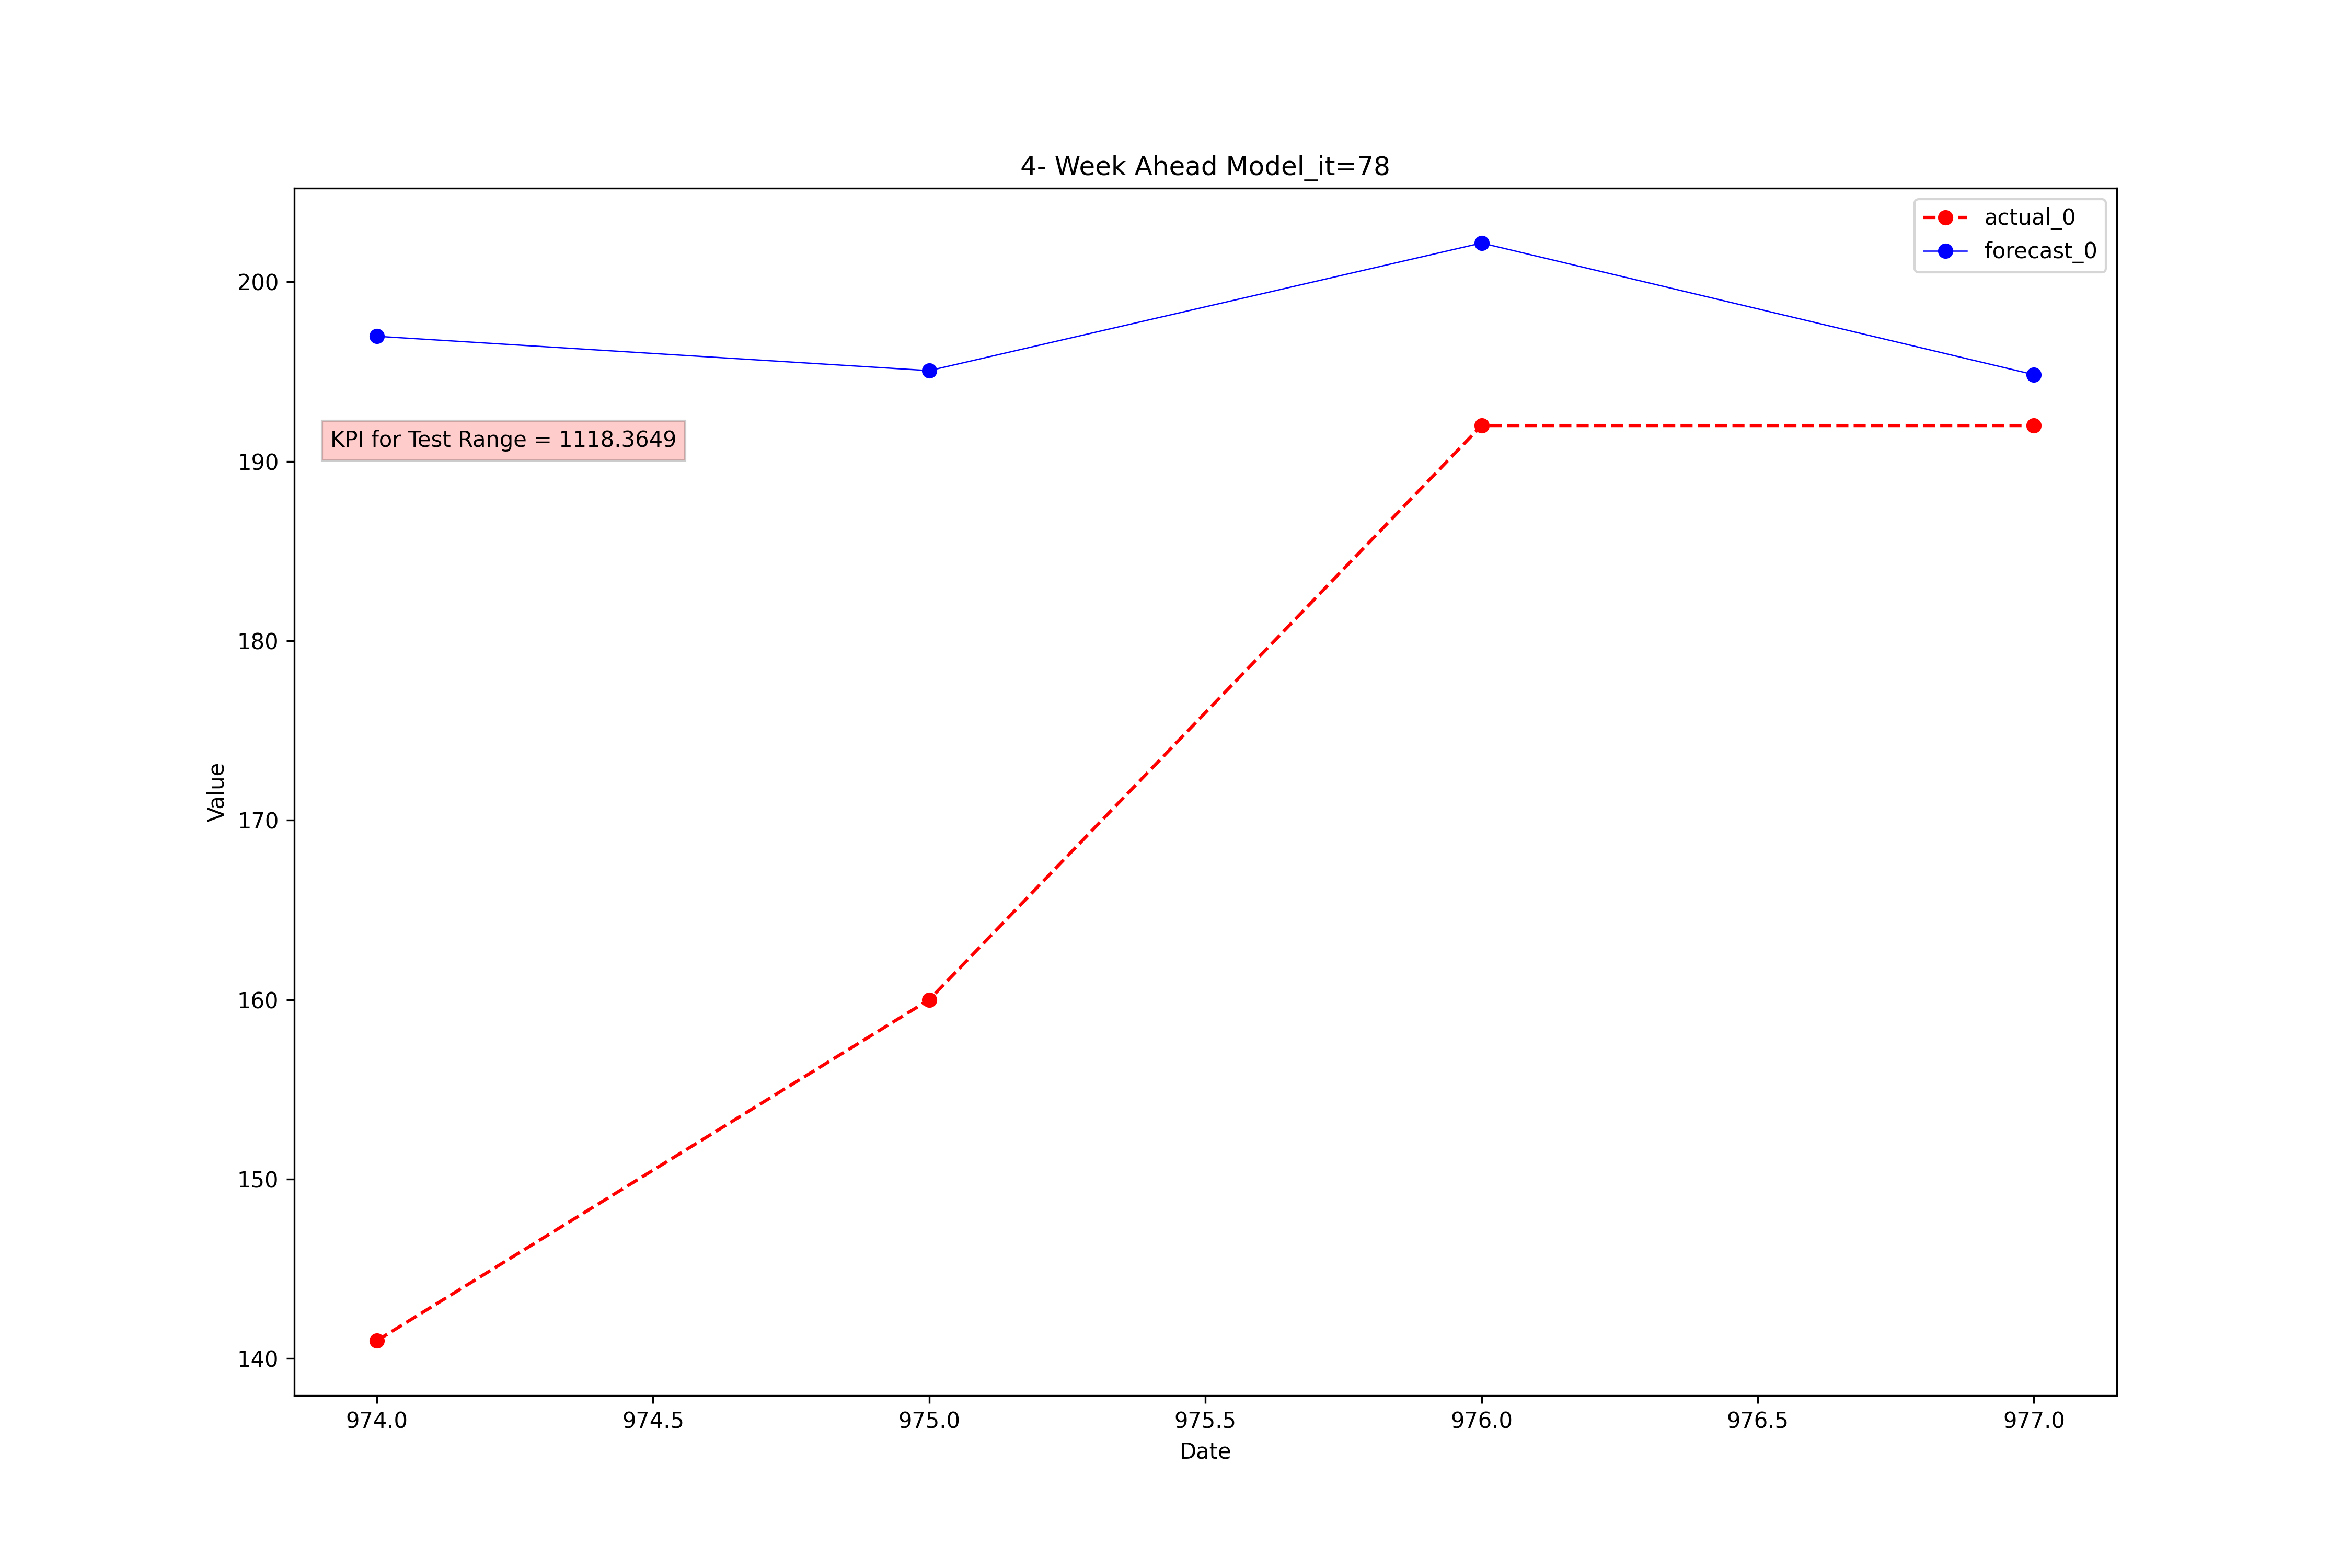 4- Week Ahead Model_it=78
actual_0
forecast_0
KPI for Test Range = 1118.3649
200
190
180
170
160
150
140
Value
974.0 974.5 975.0 975.5 976.0 976.5 977.0
Date